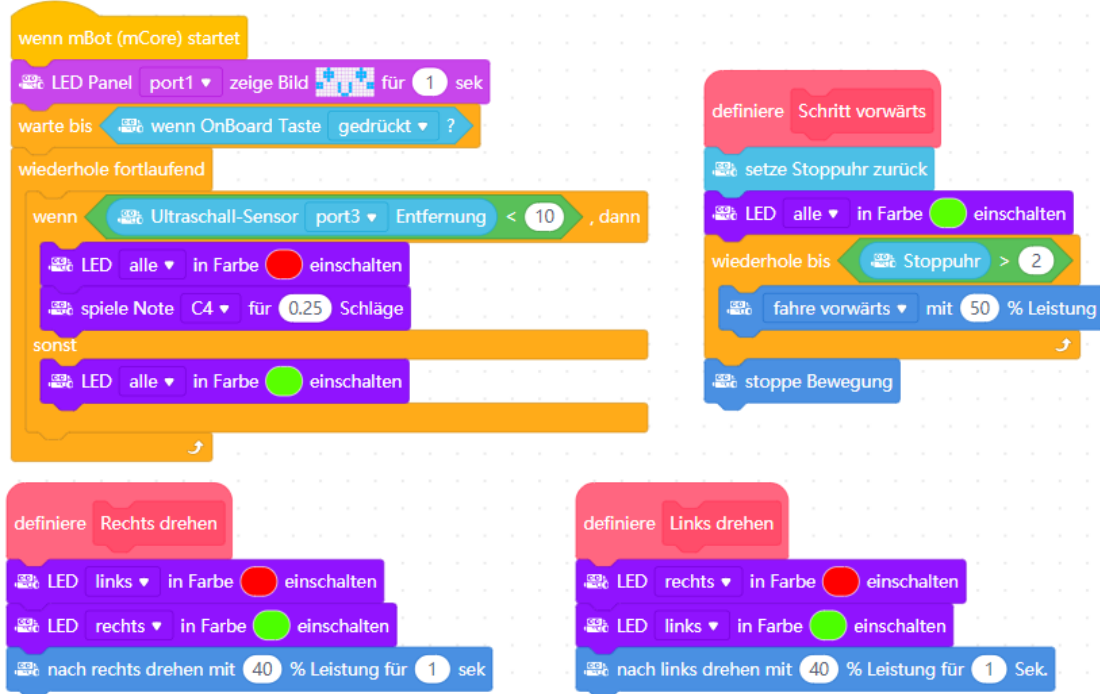 wenn mBot (mCore) startet
LED Panel port1 zeige Bild für 1 sek
warte bis wenn OnBoard Taste gedrückt ?
wiederhole fortlaufend
wenn Ultraschall-Sensor port3 Entfernung < 10 , dann
LED alle in Farbe einschalten
spiele Note C4 für 0.25 Schläge
sonst
LED alle in Farbe einschalten
definiere Schritt vorwärts
setze Stoppuhr zurück
LED alle in Farbe einschalten
wiederhole bis Stoppuhr > 2
fahre vorwärts mit 50 % Leistung
stoppe Bewegung
definiere Rechts drehen
LED links in Farbe einschalten
LED rechts in Farbe einschalten
nach rechts drehen mit 40 % Leistung für 1 sek
definiere Links drehen
LED rechts in Farbe einschalten
LED links in Farbe einschalten
nach links drehen mit 40 % Leistung für 1 Sek.